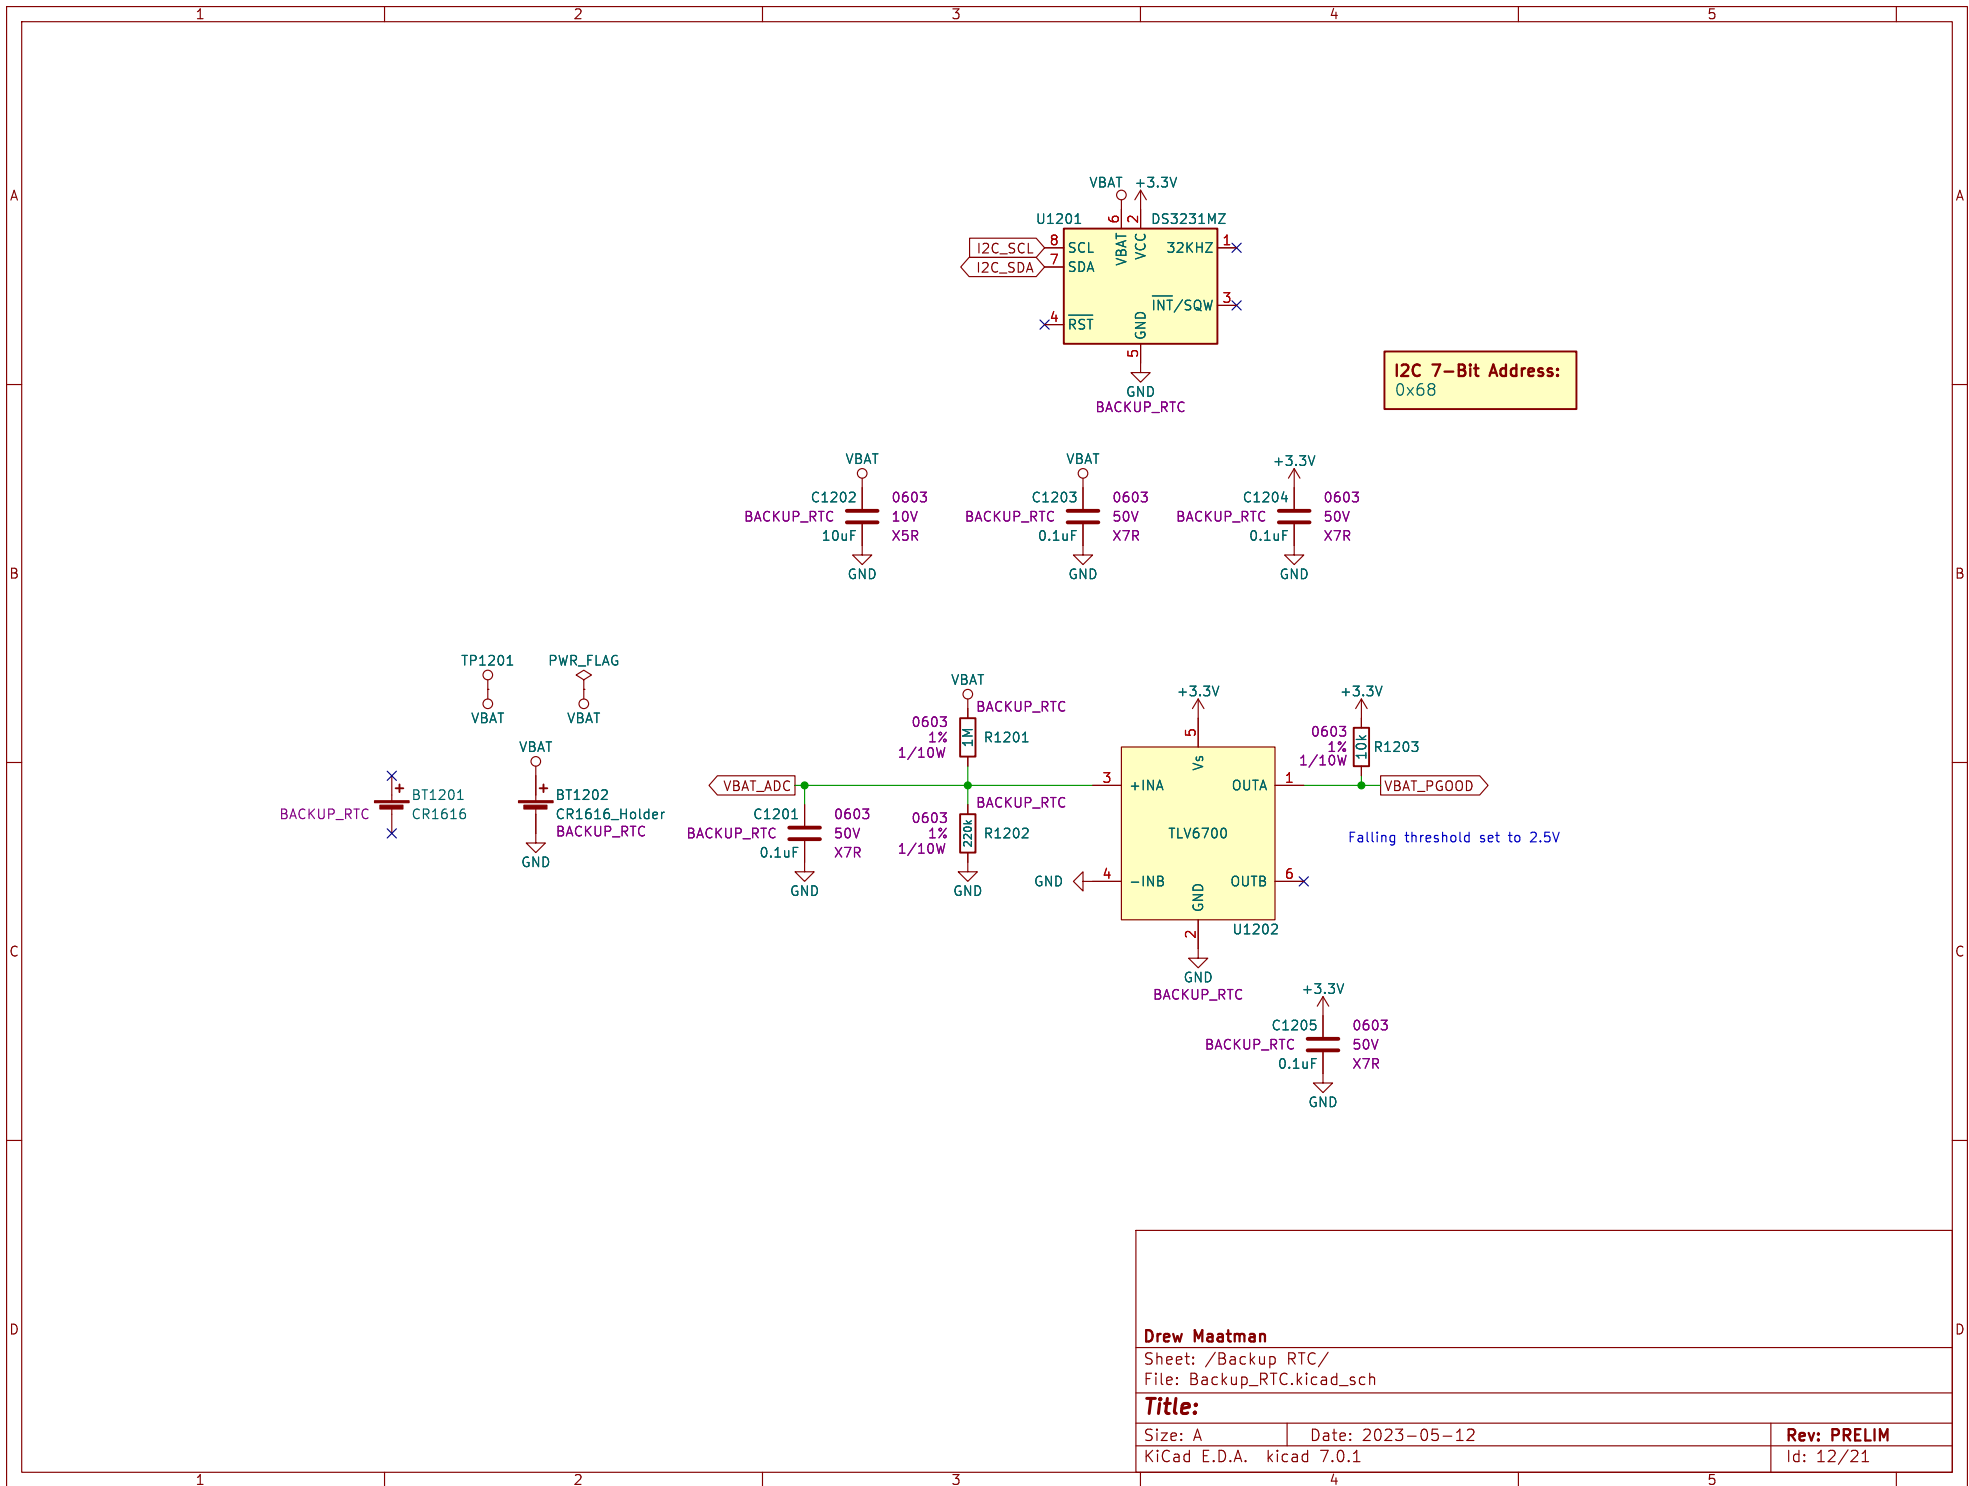 1 2 3 4 5
A A
VBAT +3.3V
U1201 DS3231MZ
6 2
I2C_SCL 8 SCL VBAT VCC 32KHZ 1
I2C_SDA 7 SDA
INT/SQW 3
4 RST GND
5
GND
BACKUP_RTC
I2C 7-Bit Address:
0x68
VBAT VBAT +3.3V
C1202 0603 C1203 0603 C1204 0603
BACKUP_RTC 10V BACKUP_RTC 50V BACKUP_RTC 50V
10uF X5R 0.1uF X7R 0.1uF X7R
GND GND GND
B B
TP1201 PWR_FLAG
VBAT VBAT
VBAT
BT1201 BT1202
CR1616 CR1616_Holder
BACKUP_RTC BACKUP_RTC
GND
VBAT
BACKUP_RTC
0603
1% 1M R1201
1/10W
VBAT_ADC
C1201 0603
BACKUP_RTC 50V
0.1uF X7R
GND
BACKUP_RTC
0603
1% 220k R1202
1/10W
GND
+3.3V
5
Vs
3 +INA OUTA 1
TLV6700
GND 4 -INB OUTB 6
GND
2 U1202
GND
BACKUP_RTC
+3.3V
0603
1% 10k R1203
1/10W
VBAT_PGOOD
Falling threshold set to 2.5V
+3.3V
C1205 0603
BACKUP_RTC 50V
0.1uF X7R
GND
C C
D D
Drew Maatman
Sheet: /Backup RTC/
File: Backup_RTC.kicad_sch
Title:
Size: A Date: 2023-05-12 Rev: PRELIM
KiCad E.D.A. kicad 7.0.1 Id: 12/21
1 2 3 4 5